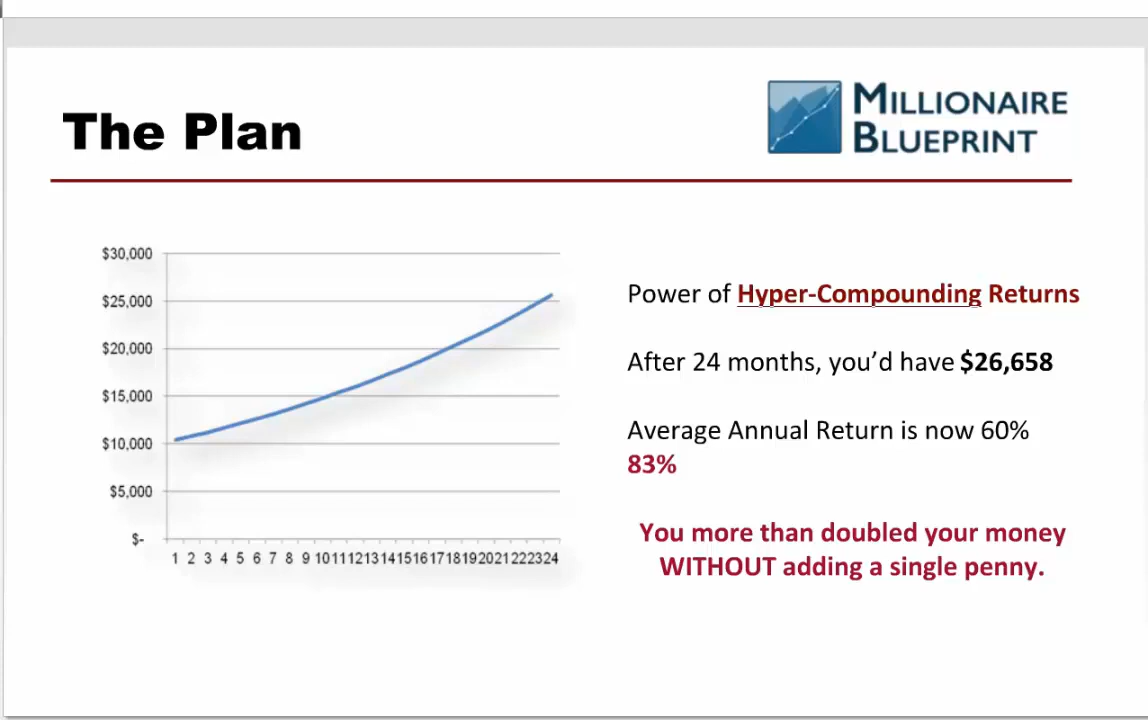 The Plan
MILLIONAIRE
BLUEPRINT
$30,000
$25,000
$20,000
$15,000
$10,000
$5,000
$-
1 2 3 4 5 6 7 8 9 10 11 12 13 14 15 16 17 18 19 20 21 22 23 24
Power of Hyper-Compounding Returns
After 24 months, you’d have $26,658
Average Annual Return is now 60%
83%
You more than doubled your money
WITHOUT adding a single penny.